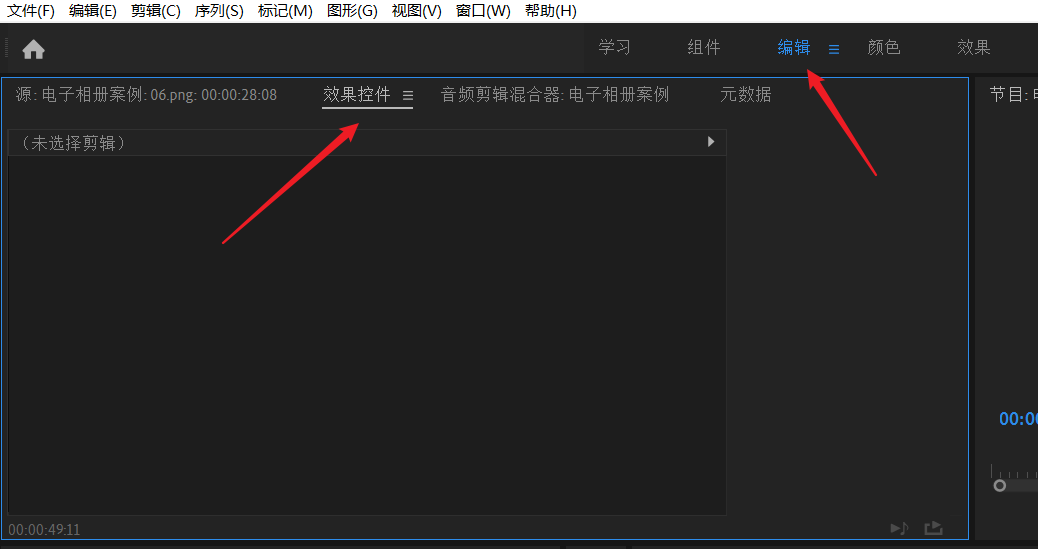 文件(F) 编辑(E) 剪辑(C) 序列(S) 标记(M) 图形(G) 视图(V) 窗口(W) 帮助(H)
学习 组件 编辑 颜色 效果
源: 电子相册案例: 06.png: 00:00:28:08 效果控件 音频剪辑混合器: 电子相册案例 元数据 节目:
（未选择剪辑）
00:0
00:00:49:11